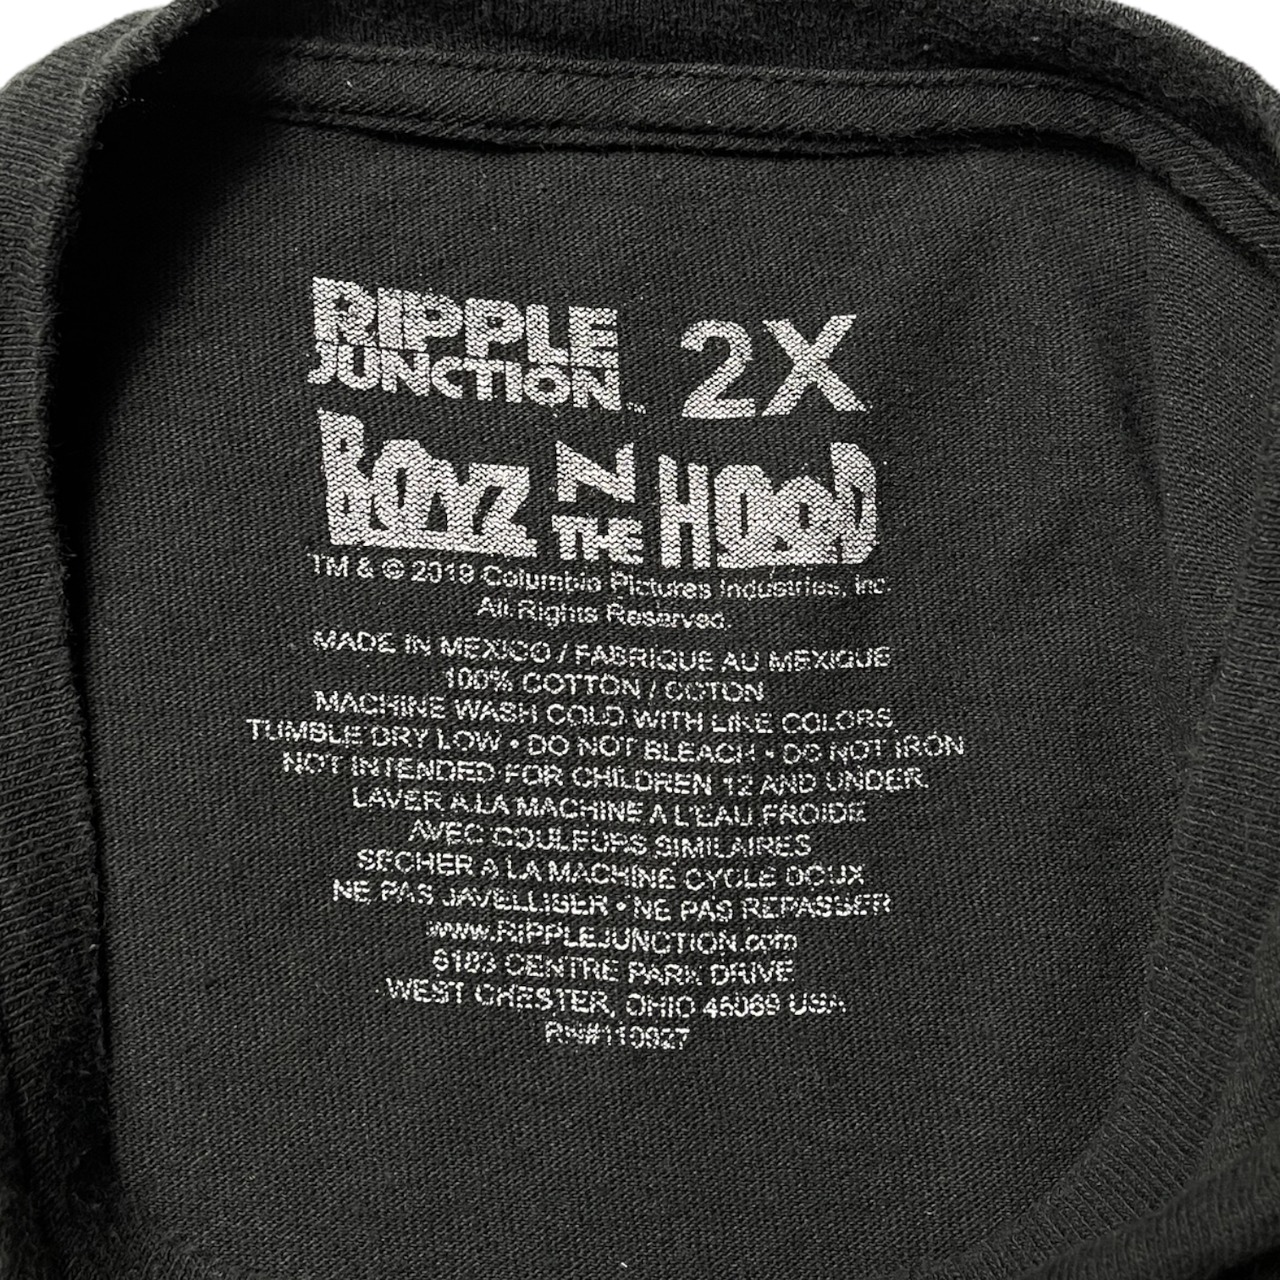 RIPPLE JUNCTION™ 2X
BOYZ N THE HOOD
TM & © 2019 Columbia Pictures Industries, Inc.
All Rights Reserved.
MADE IN MEXICO / FABRIQUE AU MEXIQUE
100% COTTON / COTON
MACHINE WASH COLD WITH LIKE COLORS
TUMBLE DRY LOW • DO NOT BLEACH • DO NOT IRON
NOT INTENDED FOR CHILDREN 12 AND UNDER.
LAVER A LA MACHINE A L'EAU FROIDE
AVEC COULEURS SIMILAIRES
SECHER A LA MACHINE CYCLE DOUX
NE PAS JAVELLISER • NE PAS REPASSER
www.RIPPLEJUNCTION.com
6183 CENTRE PARK DRIVE
WEST CHESTER, OHIO 45069 USA
RN#110927